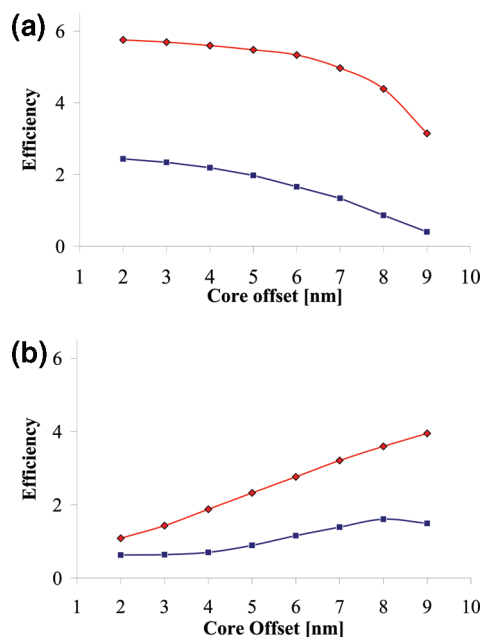 (a)
6
4
2
0
Efficiency
1 2 3 4 5 6 7 8 9 10
Core offset [nm]
(b)
6
4
2
0
Efficiency
1 2 3 4 5 6 7 8 9 10
Core Offset [nm]